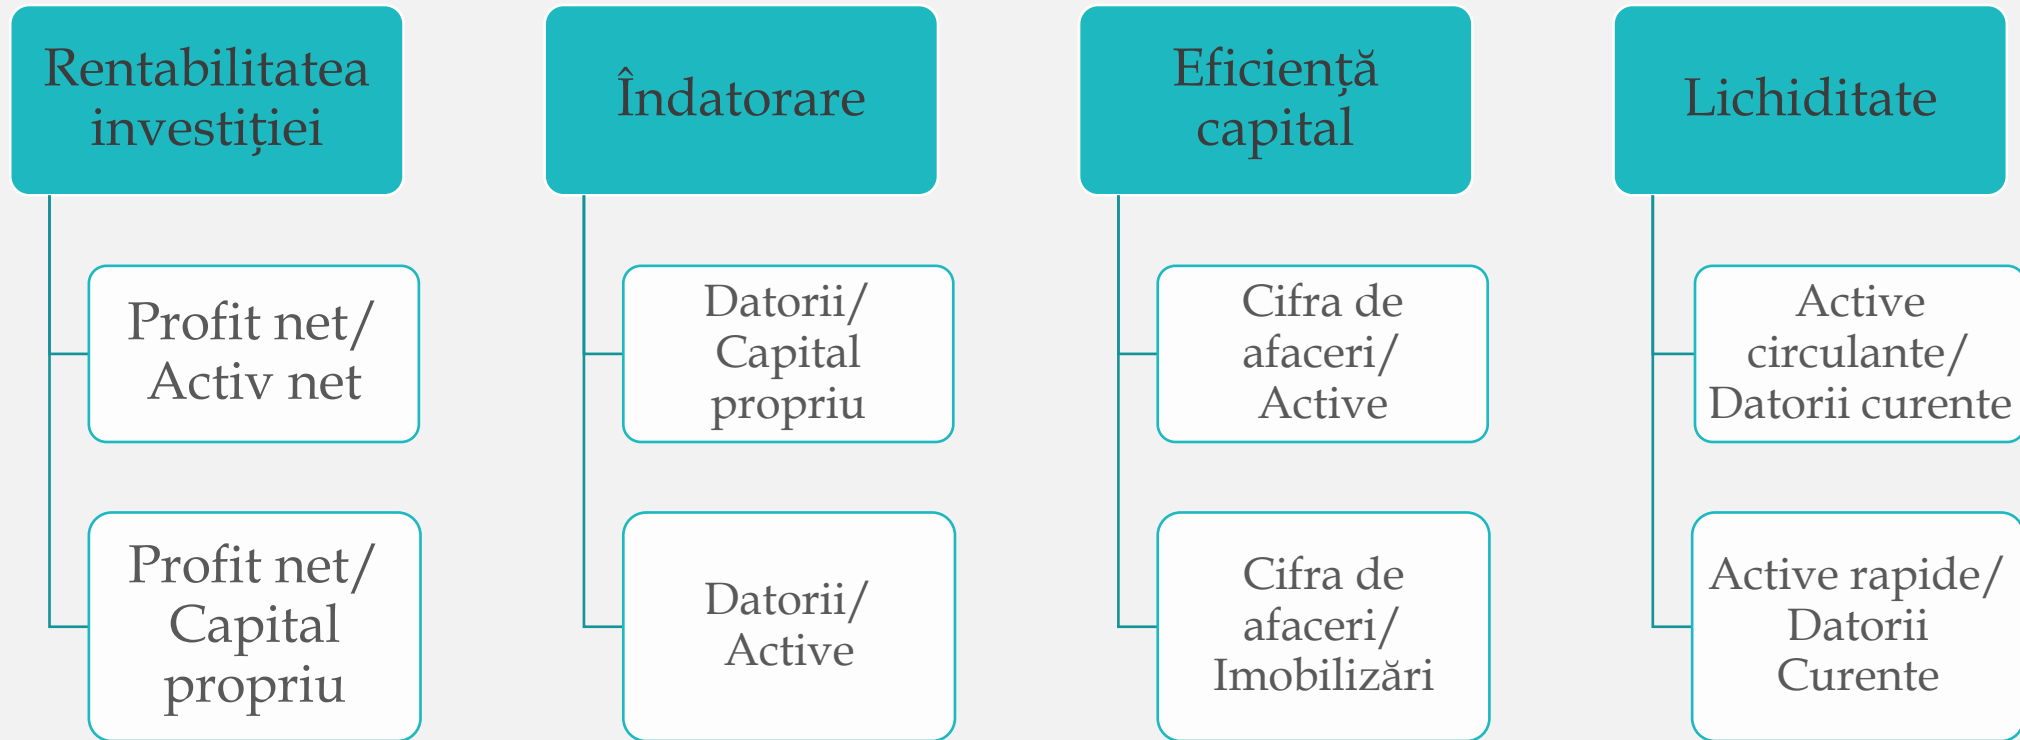 Rentabilitatea
investiției
Profit net/
Activ net
Profit net/
Capital
propriu
Îndatorare
Datorii/
Capital
propriu
Datorii/
Active
Eficiență
capital
Cifra de
afaceri/
Active
Cifra de
afaceri/
Imobilizări
Lichiditate
Active
circulante/
Datorii curente
Active rapide/
Datorii
Curente